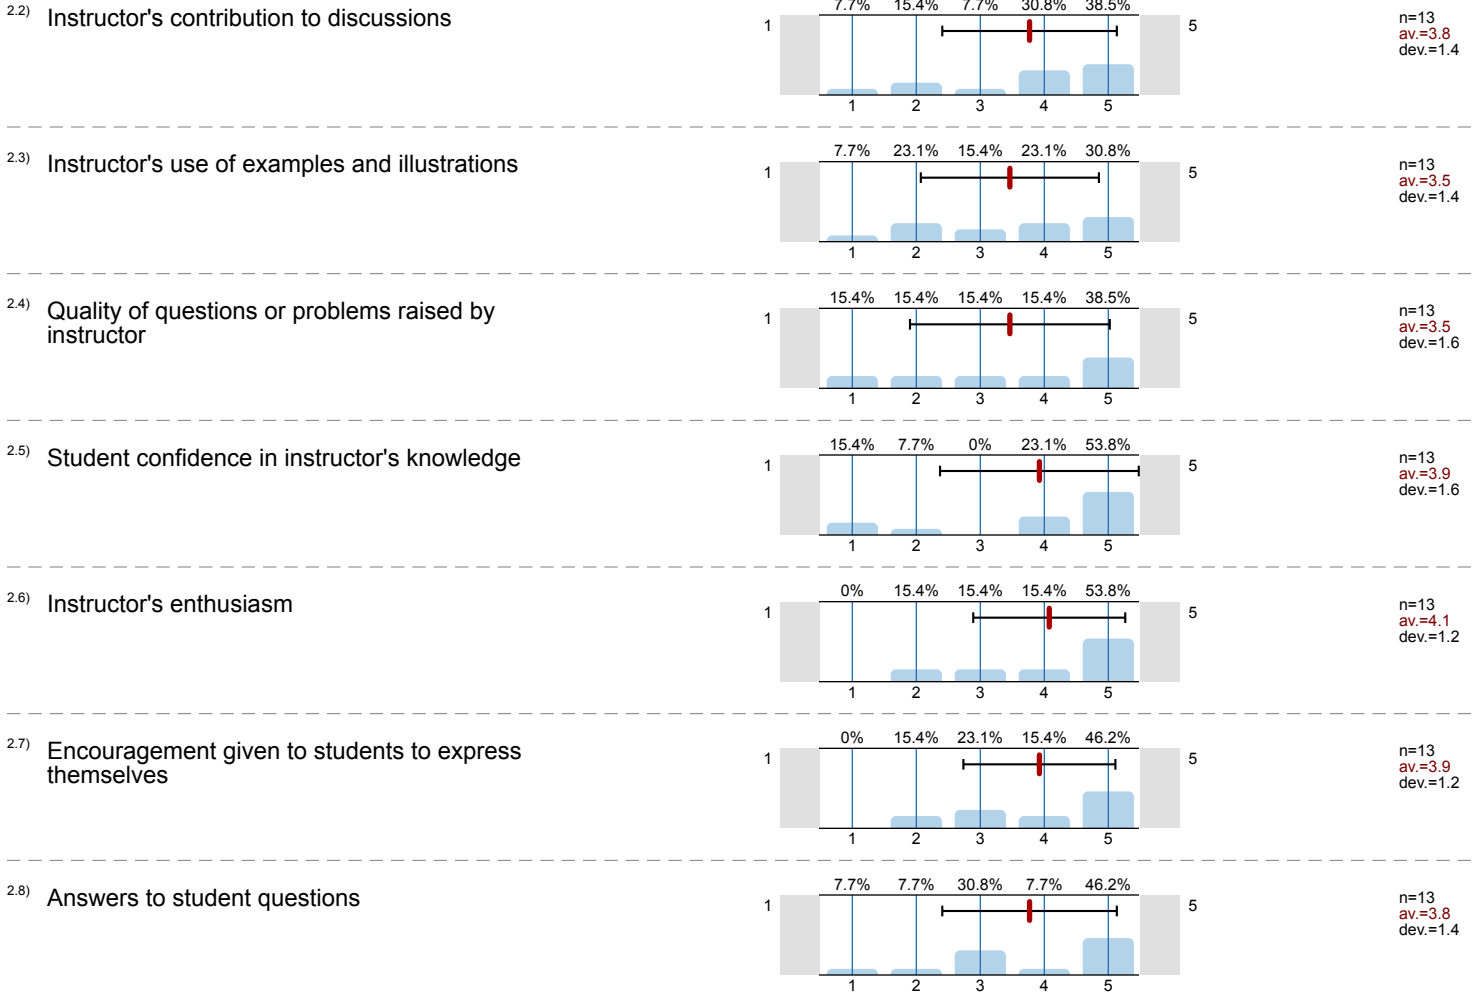 2.2) Instructor's contribution to discussions
7.7% 15.4% 7.7% 30.8% 38.5%
1 5
n=13
av.=3.8
dev.=1.4
1 2 3 4 5
2.3) Instructor's use of examples and illustrations
7.7% 23.1% 15.4% 23.1% 30.8%
1 5
n=13
av.=3.5
dev.=1.4
1 2 3 4 5
2.4) Quality of questions or problems raised by
instructor
15.4% 15.4% 15.4% 15.4% 38.5%
1 5
n=13
av.=3.5
dev.=1.6
1 2 3 4 5
2.5) Student confidence in instructor's knowledge
15.4% 7.7% 0% 23.1% 53.8%
1 5
n=13
av.=3.9
dev.=1.6
1 2 3 4 5
2.6) Instructor's enthusiasm
0% 15.4% 15.4% 15.4% 53.8%
1 5
n=13
av.=4.1
dev.=1.2
1 2 3 4 5
2.7) Encouragement given to students to express
themselves
0% 15.4% 23.1% 15.4% 46.2%
1 5
n=13
av.=3.9
dev.=1.2
1 2 3 4 5
2.8) Answers to student questions
7.7% 7.7% 30.8% 7.7% 46.2%
1 5
n=13
av.=3.8
dev.=1.4
1 2 3 4 5